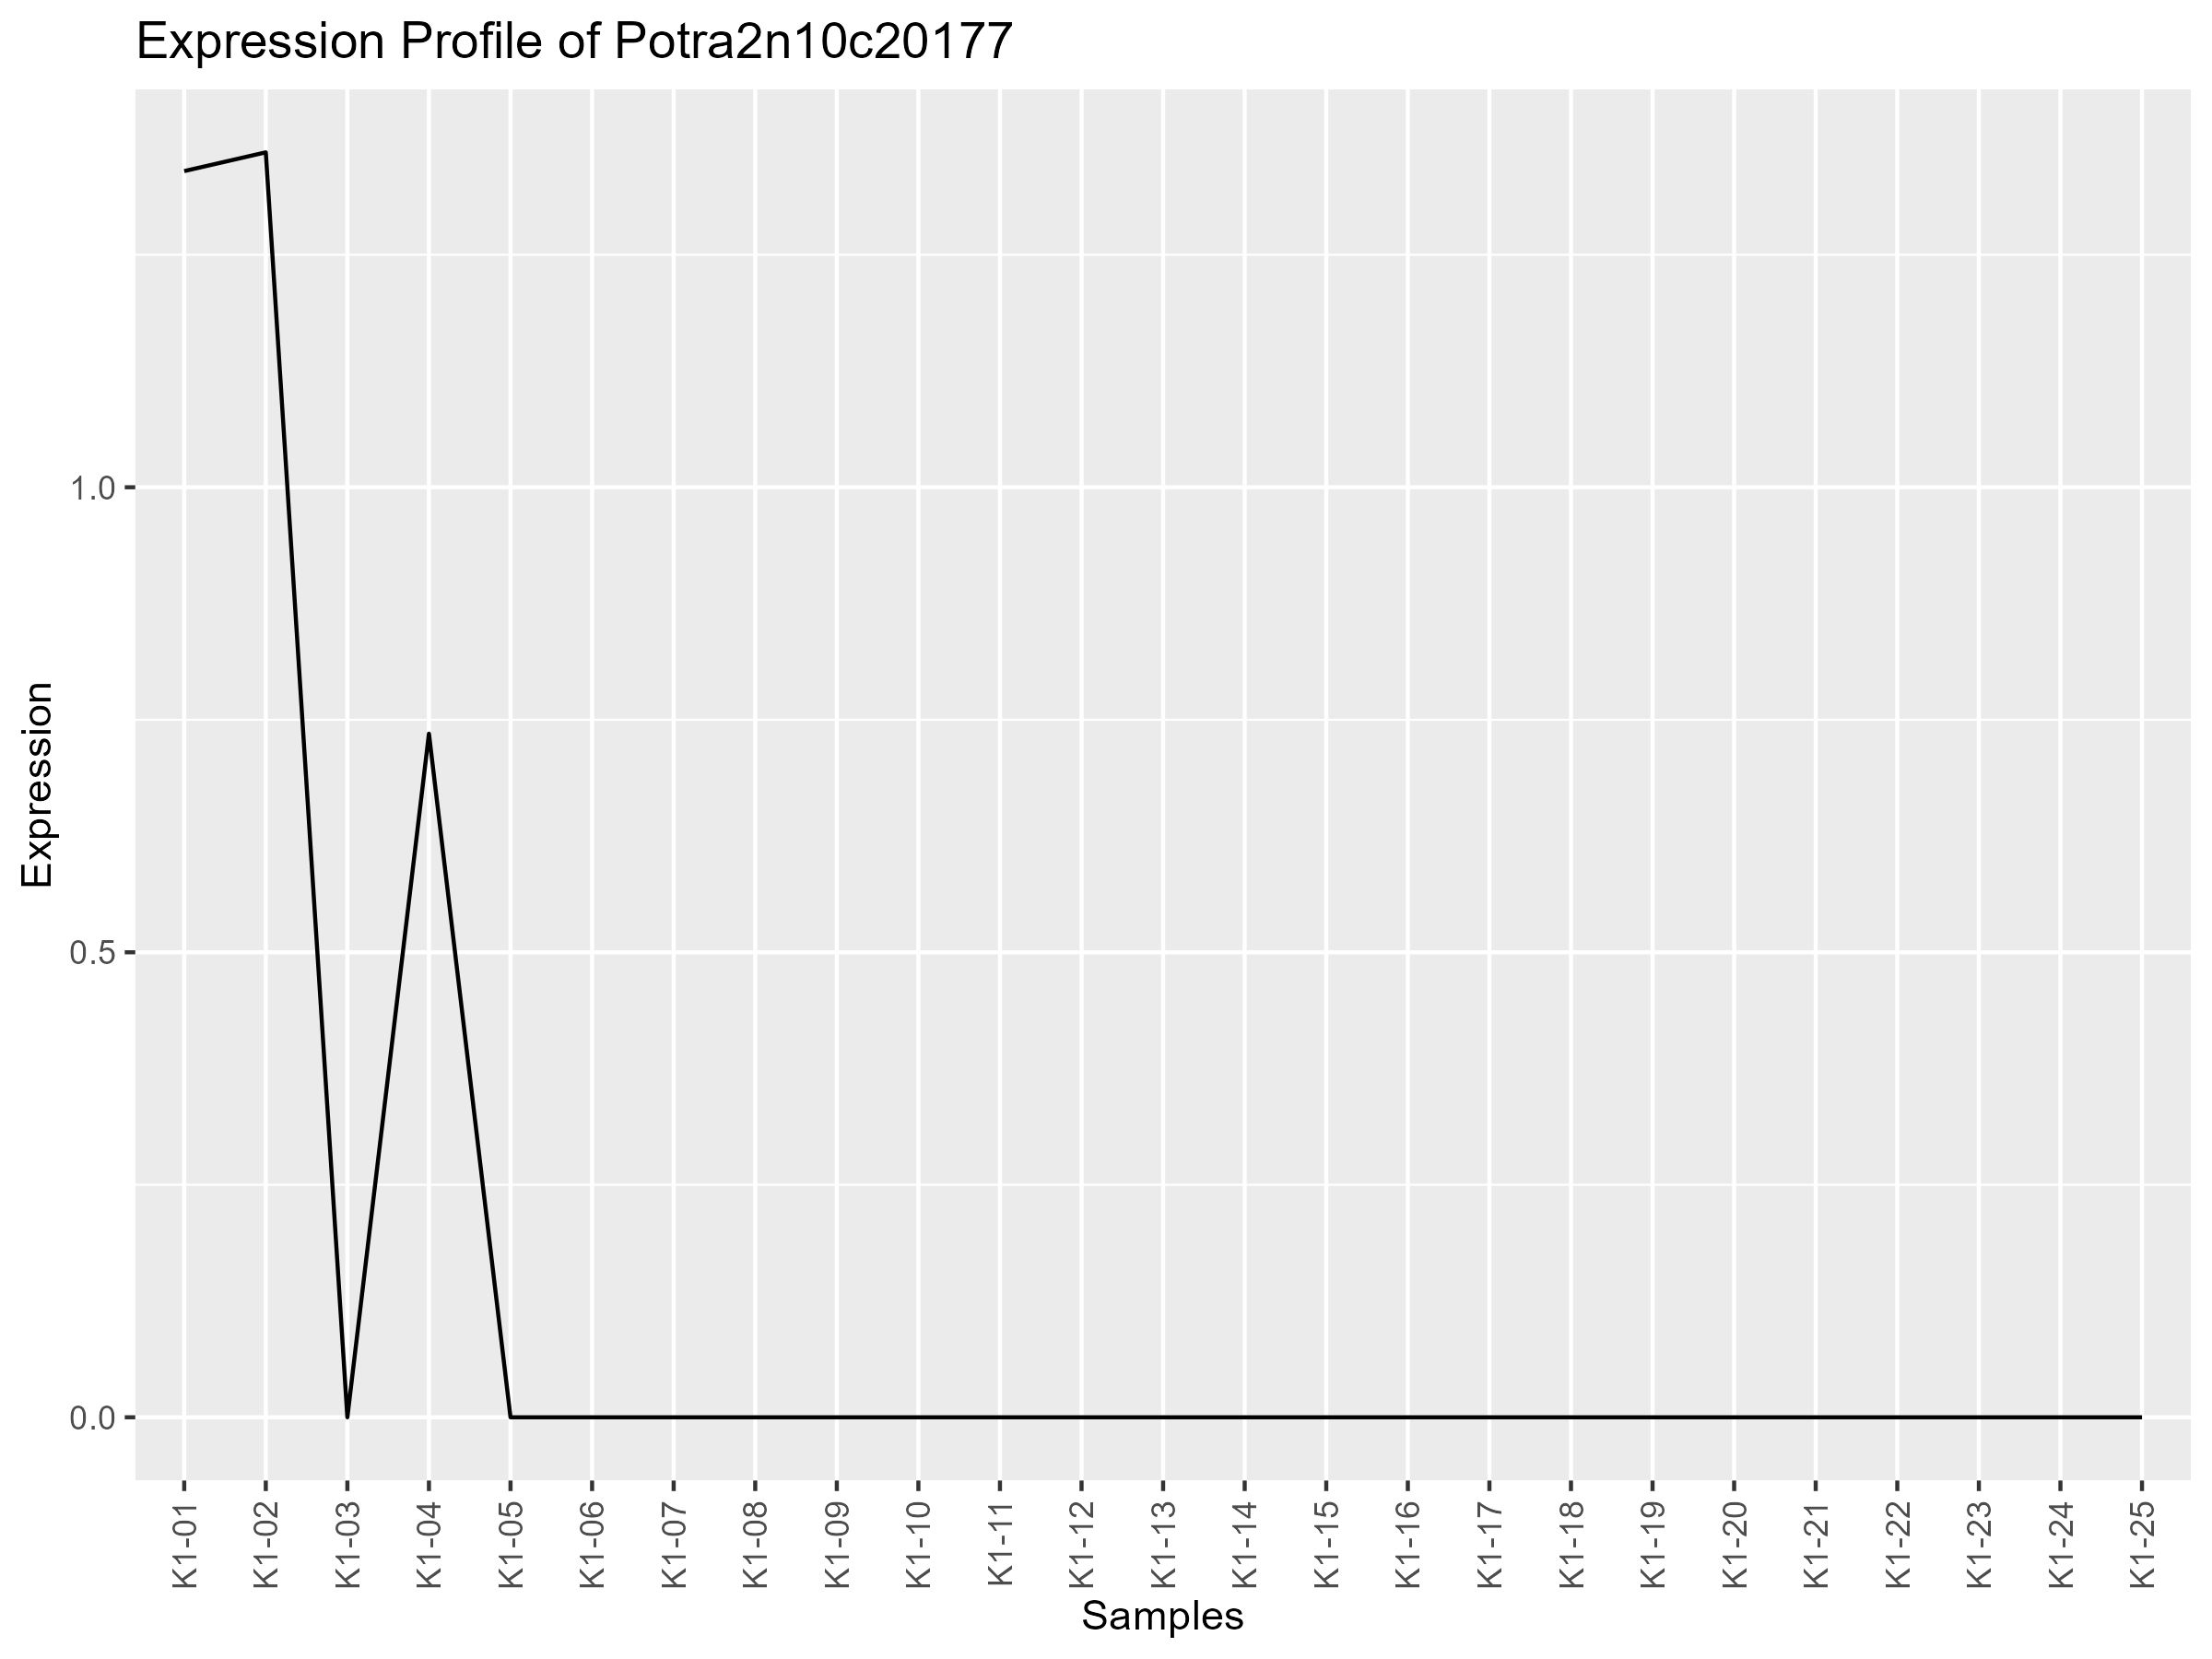 Expression Profile of Potra2n10c20177
Expression
1.0
0.5
0.0
K1-01
K1-02
K1-03
K1-04
K1-05
K1-06
K1-07
K1-08
K1-09
K1-10
K1-11
K1-12
K1-13
K1-14
K1-15
K1-16
K1-17
K1-18
K1-19
K1-20
K1-21
K1-22
K1-23
K1-24
K1-25
Samples